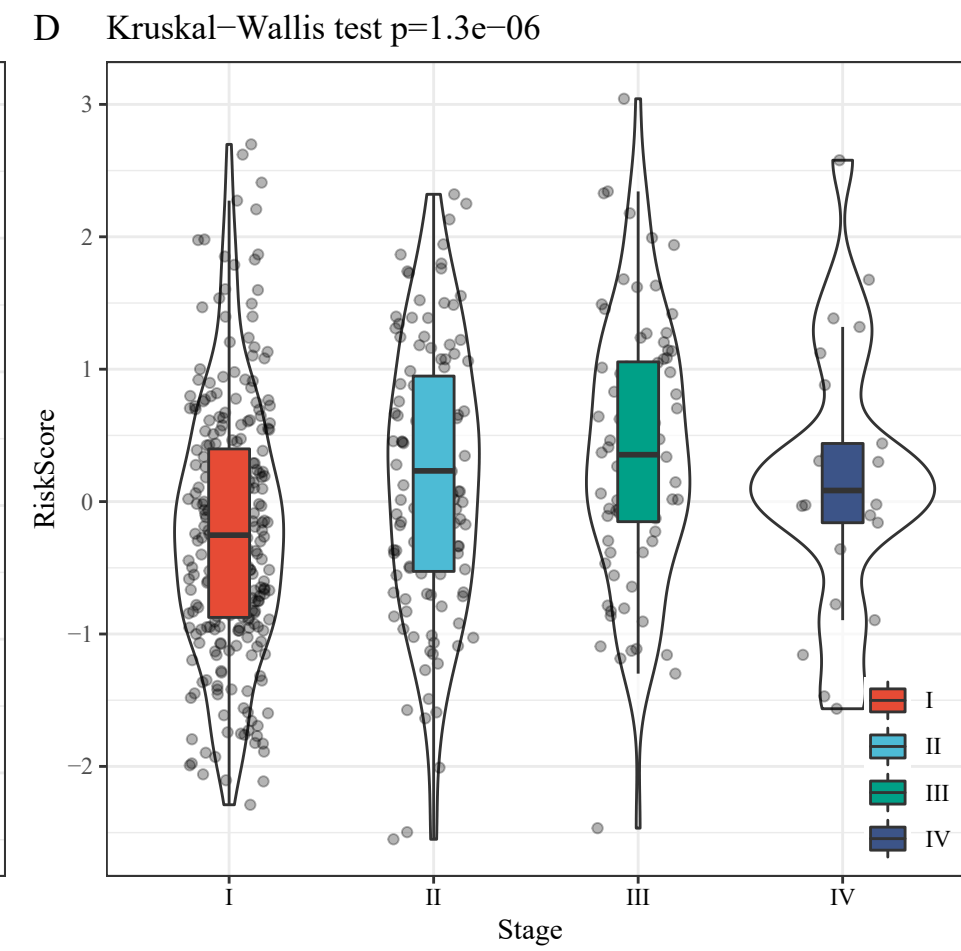 D Kruskal−Wallis test p=1.3e−06
3
2
1
0
−1
−2
RiskScore
I II III IV
Stage
I
II
III
IV